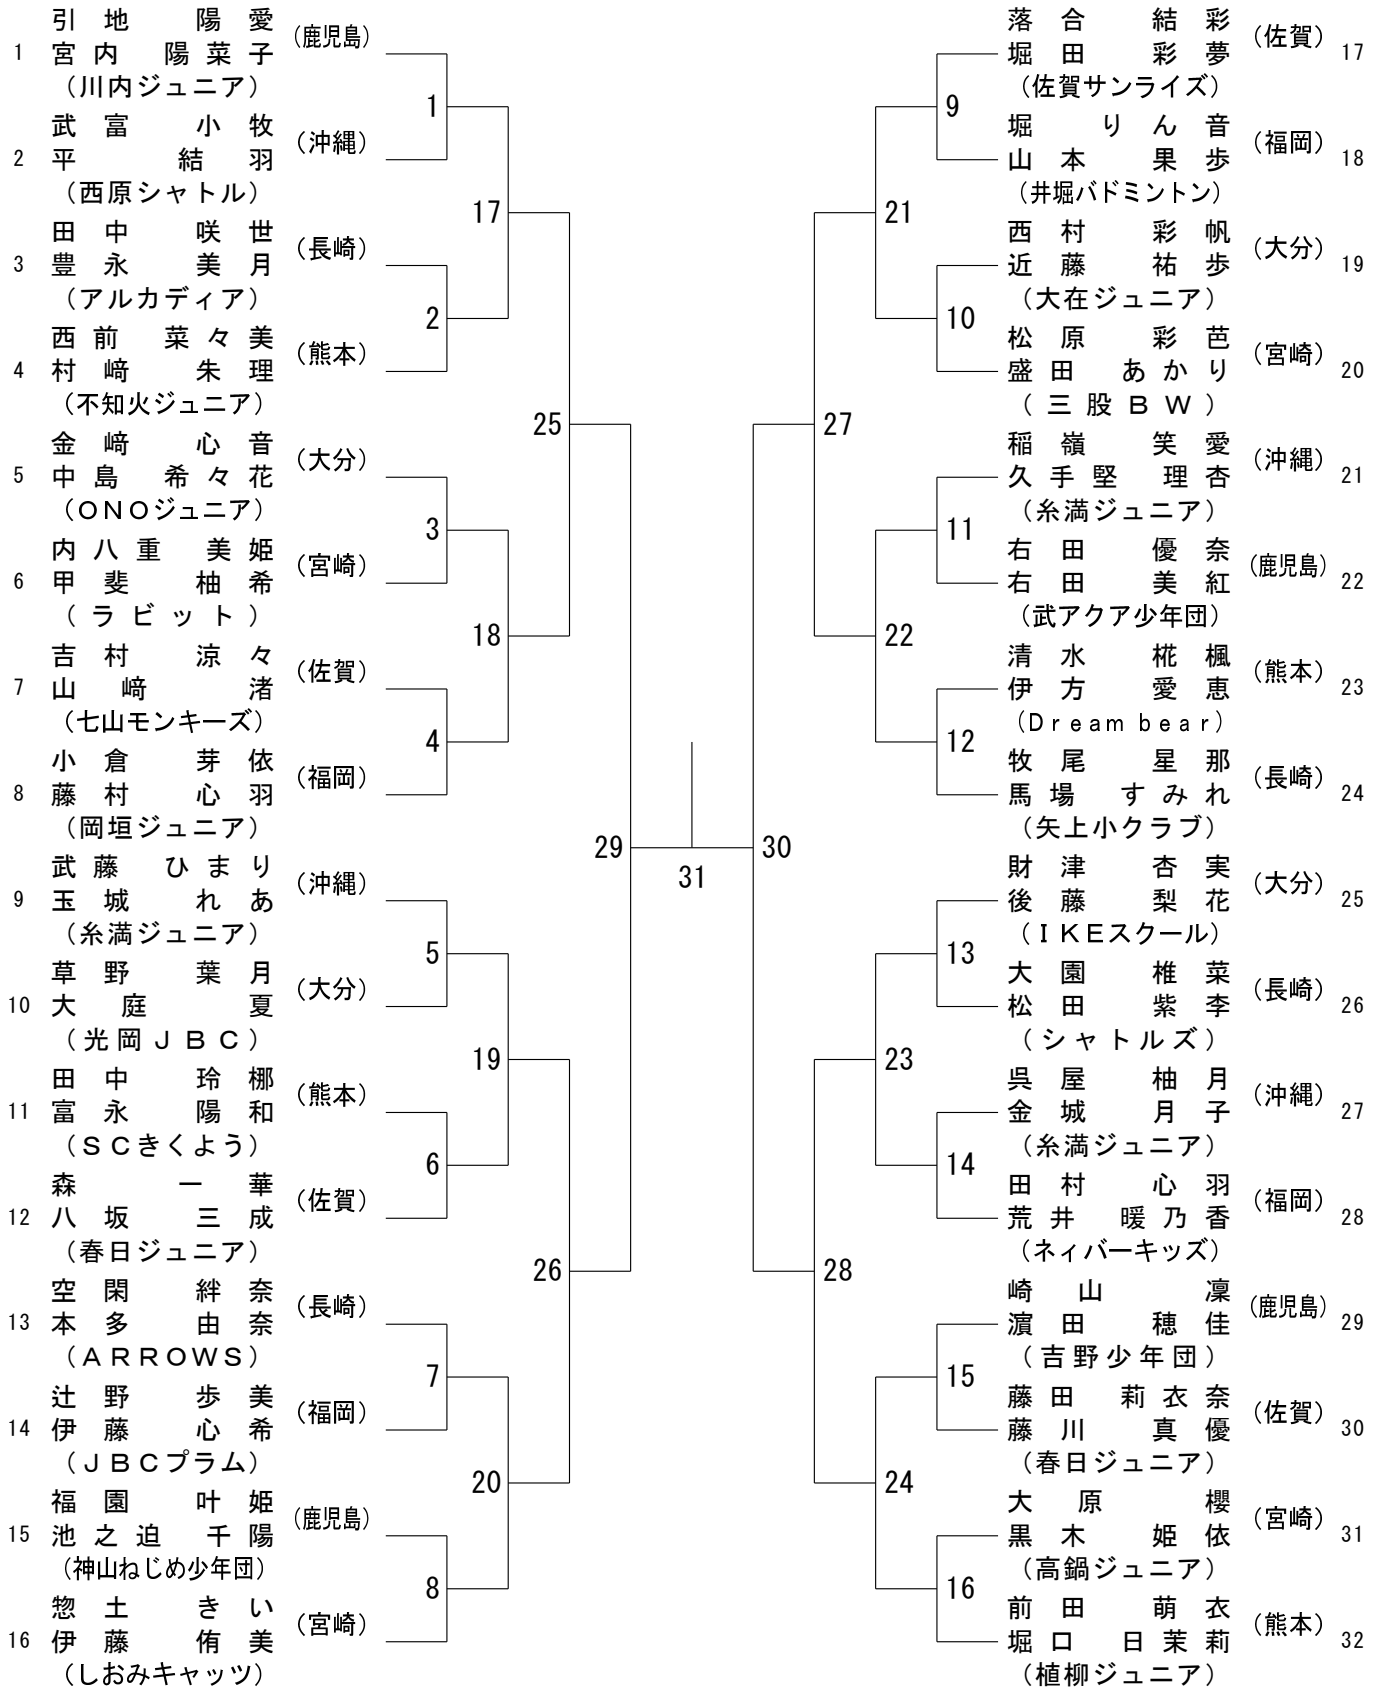 引地 陽愛
(鹿児島)
1 宮内 陽菜子
(川内ジュニア)
武富 小牧
(沖縄)
2 平 結羽
(西原シャトル)
田中 咲世
(長崎)
3 豊永 美月
(アルカディア)
西前 菜々美
(熊本)
4 村﨑 朱理
(不知火ジュニア)
金﨑 心音
(大分)
5 中島 希々花
(ONOジュニア)
内八重 美姫
(宮崎)
6 甲斐 柚希
(ラビット)
吉村 涼々
(佐賀)
7 山﨑 渚
(七山モンキーズ)
小倉 芽依
(福岡)
8 藤村 心羽
(岡垣ジュニア)
武藤 ひまり
(沖縄)
9 玉城 れあ
(糸満ジュニア)
草野 葉月
(大分)
10 大庭 夏
(光岡JBC)
田中 玲梛
(熊本)
11 富永 陽和
(SCきくよう)
森 一華
(佐賀)
12 八坂 三成
(春日ジュニア)
空閑 絆奈
(長崎)
13 本多 由奈
(ARROWS)
辻野 歩美
(福岡)
14 伊藤 心希
(JBCプラム)
福園 叶姫
(鹿児島)
15 池之迫 千陽
(神山ねじめ少年団)
惣土 きい
(宮崎)
16 伊藤 侑美
(しおみキャッツ)
1
2
3
4
5
6
7
8
17
18
19
20
25
26
29
31
30
27
28
21
22
23
24
9
10
11
12
13
14
15
16
落合 結彩
(佐賀)
堀田 彩夢 17
(佐賀サンライズ)
堀 りん音
(福岡)
山本 果歩 18
(井堀バドミントン)
西村 彩帆
(大分)
近藤 祐歩 19
(大在ジュニア)
松原 彩芭
(宮崎)
盛田 あかり 20
(三股BW)
稲嶺 笑愛
(沖縄)
久手堅 理杏 21
(糸満ジュニア)
右田 優奈
(鹿児島)
右田 美紅 22
(武アクア少年団)
清水 椛楓
(熊本)
伊方 愛恵 23
(Dream bear)
牧尾 星那
(長崎)
馬場 すみれ 24
(矢上小クラブ)
財津 杏実
(大分)
後藤 梨花 25
(IKEスクール)
大園 椎菜
(長崎)
松田 紫李 26
(シャトルズ)
呉屋 柚月
(沖縄)
金城 月子 27
(糸満ジュニア)
田村 心羽
(福岡)
荒井 暖乃香 28
(ネィバーキッズ)
崎山 凜
(鹿児島)
濵田 穂佳 29
(吉野少年団)
藤田 莉衣奈
(佐賀)
藤川 真優 30
(春日ジュニア)
大原 櫻
(宮崎)
黒木 姫依 31
(高鍋ジュニア)
前田 萌衣
(熊本)
堀口 日茉莉 32
(植柳ジュニア)